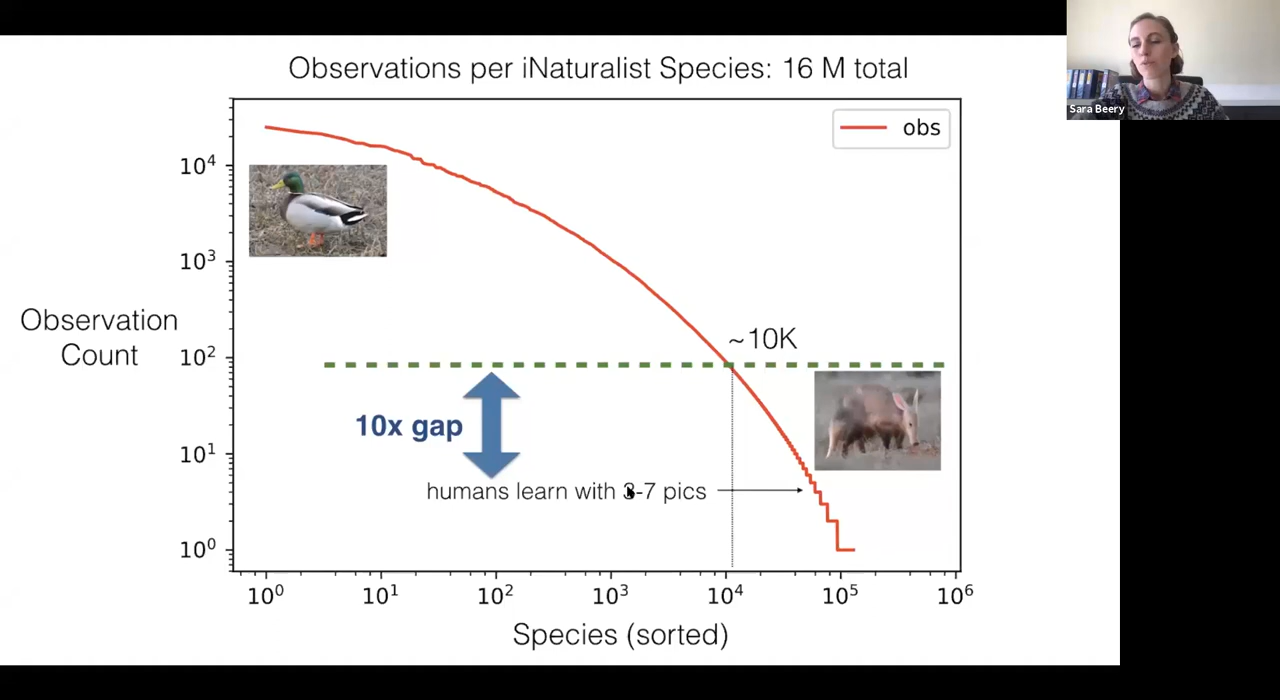 Observations per iNaturalist Species: 16 M total
Sara Beery
obs
10⁴
10³
Observation
Count
~10K
10²
10x gap
10¹
humans learn with 3-7 pics
10⁰
10⁰ 10¹ 10² 10³ 10⁴ 10⁵ 10⁶
Species (sorted)